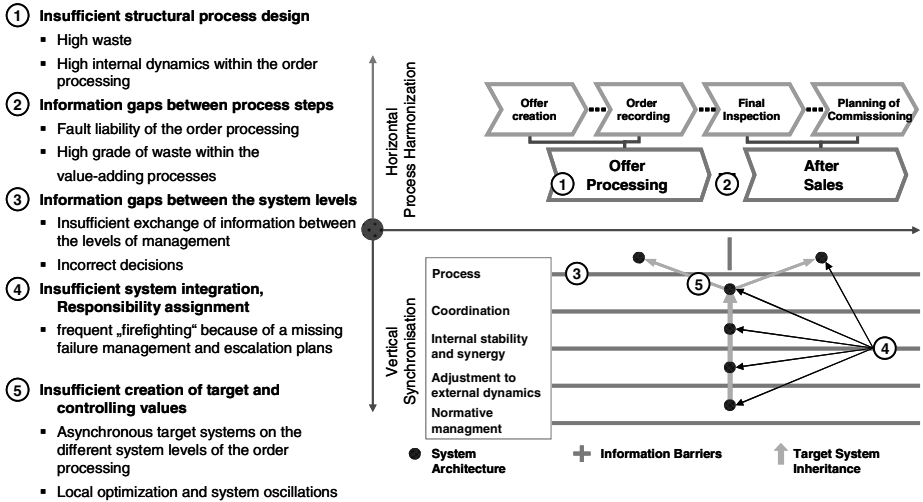 1 Insufficient structural process design
▪ High waste
▪ High internal dynamics within the order
processing
2 Information gaps between process steps
▪ Fault liability of the order processing
▪ High grade of waste within the
value-adding processes
3 Information gaps between the system levels
▪ Insufficient exchange of information between
the levels of management
▪ Incorrect decisions
4 Insufficient system integration,
Responsibility assignment
▪ frequent „firefighting“ because of a missing
failure management and escalation plans
5 Insufficient creation of target and
controlling values
▪ Asynchronous target systems on the
different system levels of the order
processing
▪ Local optimization and system oscillations
Horizontal
Process Harmonization
Vertical
Synchronisation
Offer
creation
Order
recording
Final
Inspection
Planning of
Commissioning
1
Offer
Processing
2
After
Sales
Process
Coordination
Internal stability
and synergy
Adjustment to
external dynamics
Normative
managment
3
5
4
System
Architecture
Information Barriers
Target System
Inheritance